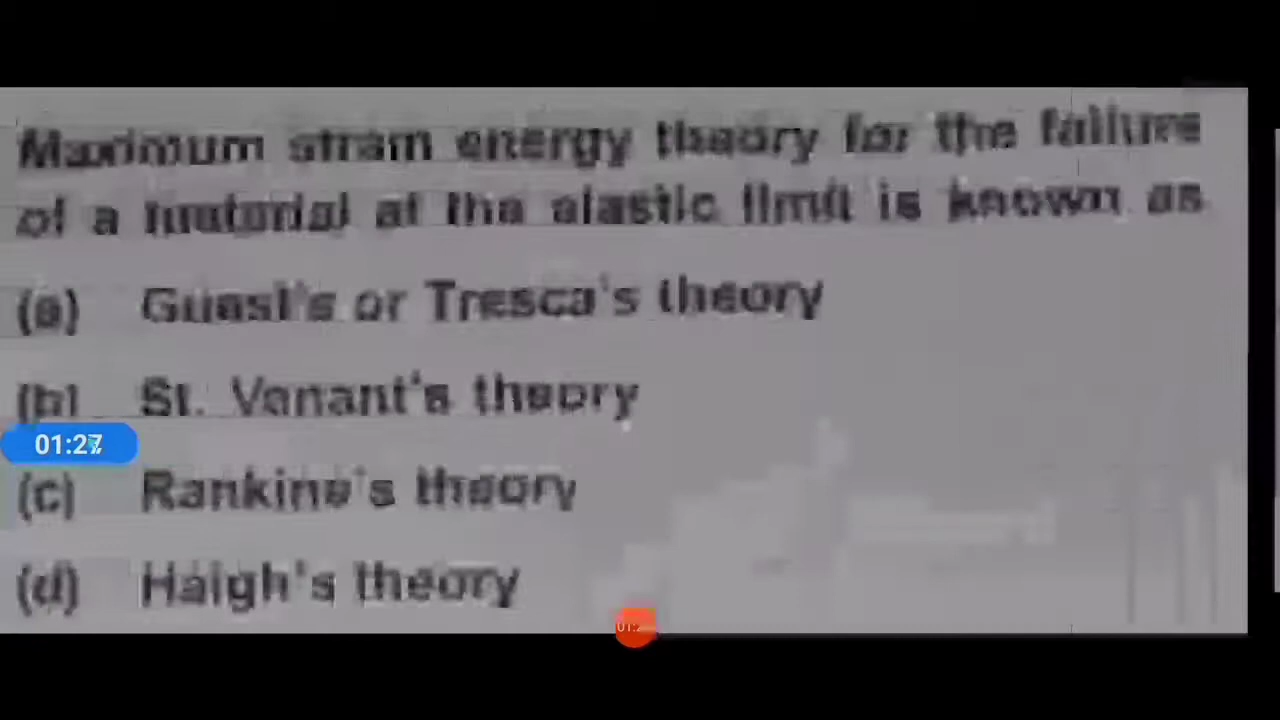 Maximum strain energy theory for the failure
of a material at the elastic limit is known as
(a) Guest's or Tresca's theory
(b) St. Venant's theory
01:27
(c) Rankine's theory
(d) Haigh's theory